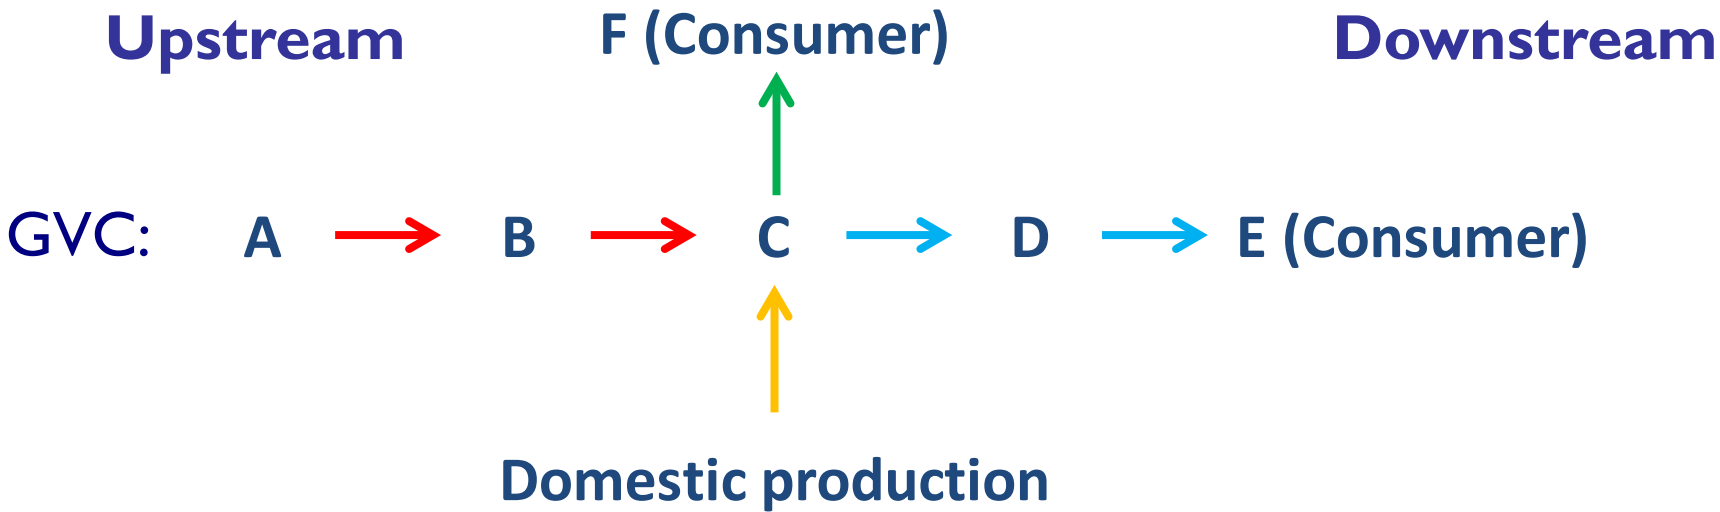 Upstream F (Consumer) Downstream
GVC: A B C D E (Consumer)
Domestic production